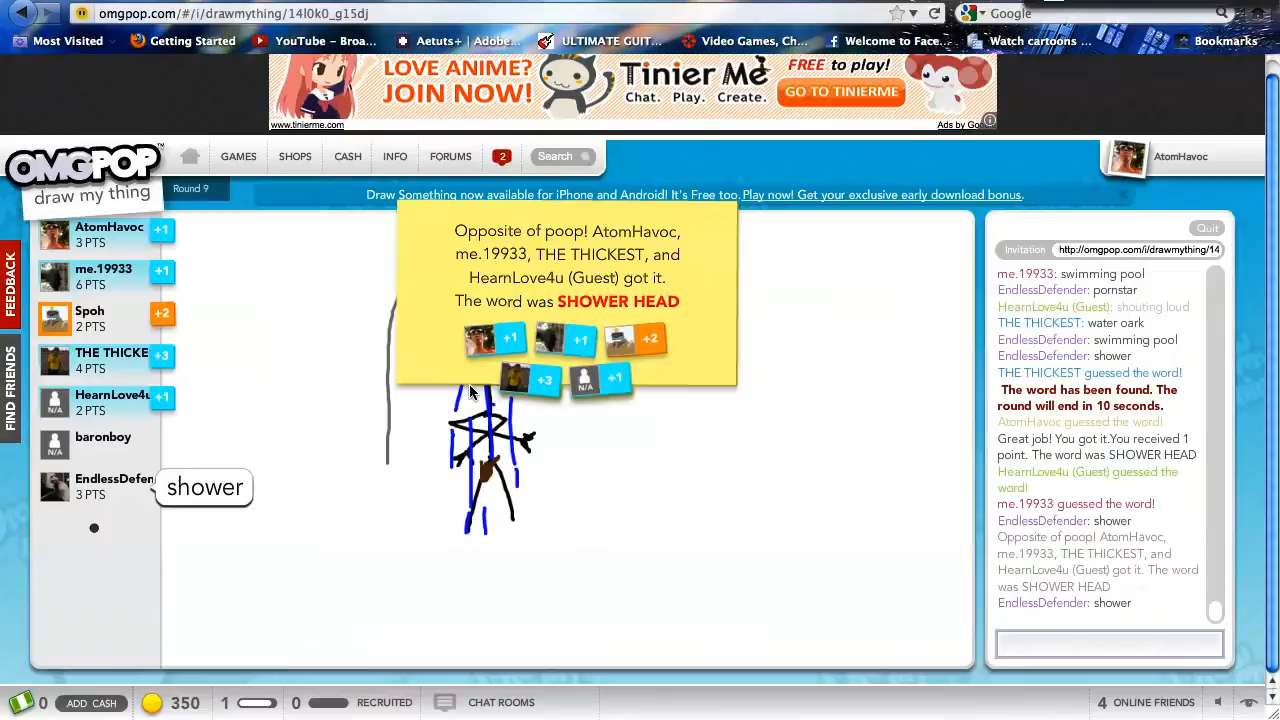 omgpop.com/#/i/drawmything/14l0k0_g15dj
Google
Most Visited
Getting Started
YouTube – Broa...
Aetuts+ | Adobe...
ULTIMATE GUIT...
Video Games, Ch...
Welcome to Face...
Watch cartoons ...
Bookmarks
LOVE ANIME?
JOIN NOW!
Tinier Me
Chat. Play. Create.
FREE to play!
GO TO TINIERME
www.tinierme.com
OMGPOP
draw my thing
GAMES
SHOPS
CASH
INFO
FORUMS
2
Search
AtomHavoc
Round 9
Draw Something now available for iPhone and Android! It's Free too. Play now! Get your exclusive early download bonus.
FEEDBACK
FIND FRIENDS
AtomHavoc +1
3 PTS
me.19933 +1
6 PTS
Spoh +2
2 PTS
THE THICKE +3
4 PTS
HearnLove4u +1
2 PTS
N/A
baronboy
N/A
EndlessDefen
3 PTS
shower
Opposite of poop! AtomHavoc,
me.19933, THE THICKEST, and
HearnLove4u (Guest) got it.
The word was SHOWER HEAD
+1 +1 +2
+3 N/A +1
Quit
Invitation http://omgpop.com/i/drawmything/14
me.19933: swimming pool
EndlessDefender: pornstar
HearnLove4u (Guest): shouting loud
THE THICKEST: water oark
EndlessDefender: swimming pool
EndlessDefender: shower
THE THICKEST guessed the word!
The word has been found. The
round will end in 10 seconds.
AtomHavoc guessed the word!
Great job! You got it.You received 1
point. The word was SHOWER HEAD
HearnLove4u (Guest) guessed the
word!
me.19933 guessed the word!
EndlessDefender: shower
Opposite of poop! AtomHavoc,
me.19933, THE THICKEST, and
HearnLove4u (Guest) got it. The word
was SHOWER HEAD
EndlessDefender: shower
0
ADD CASH
350
1
0
RECRUITED
CHAT ROOMS
4 ONLINE FRIENDS